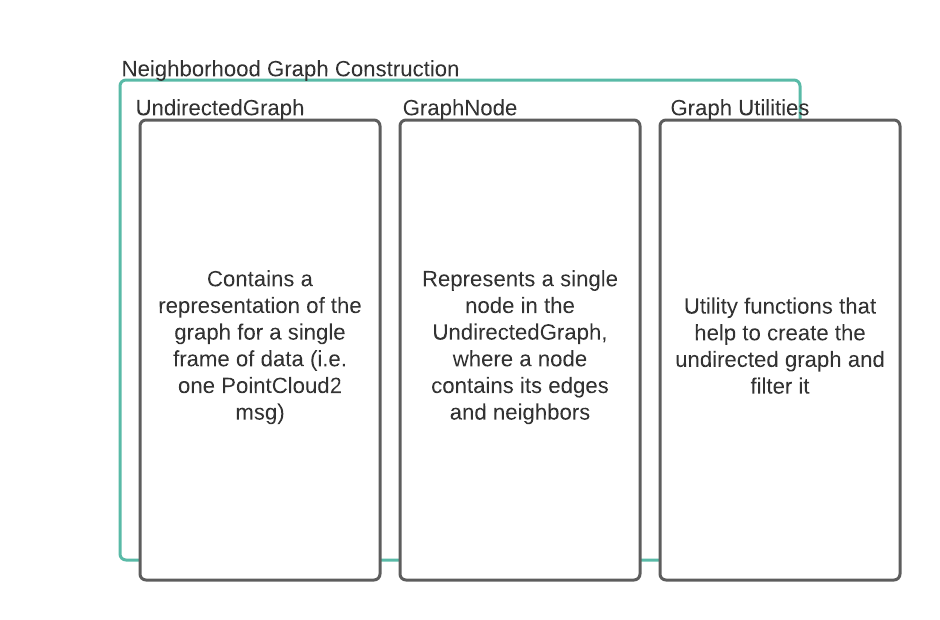 Neighborhood Graph Construction
UndirectedGraph
Contains a
representation of the
graph for a single
frame of data (i.e.
one PointCloud2
msg)
GraphNode
Represents a single
node in the
UndirectedGraph,
where a node
contains its edges
and neighbors
Graph Utilities
Utility functions that
help to create the
undirected graph and
filter it